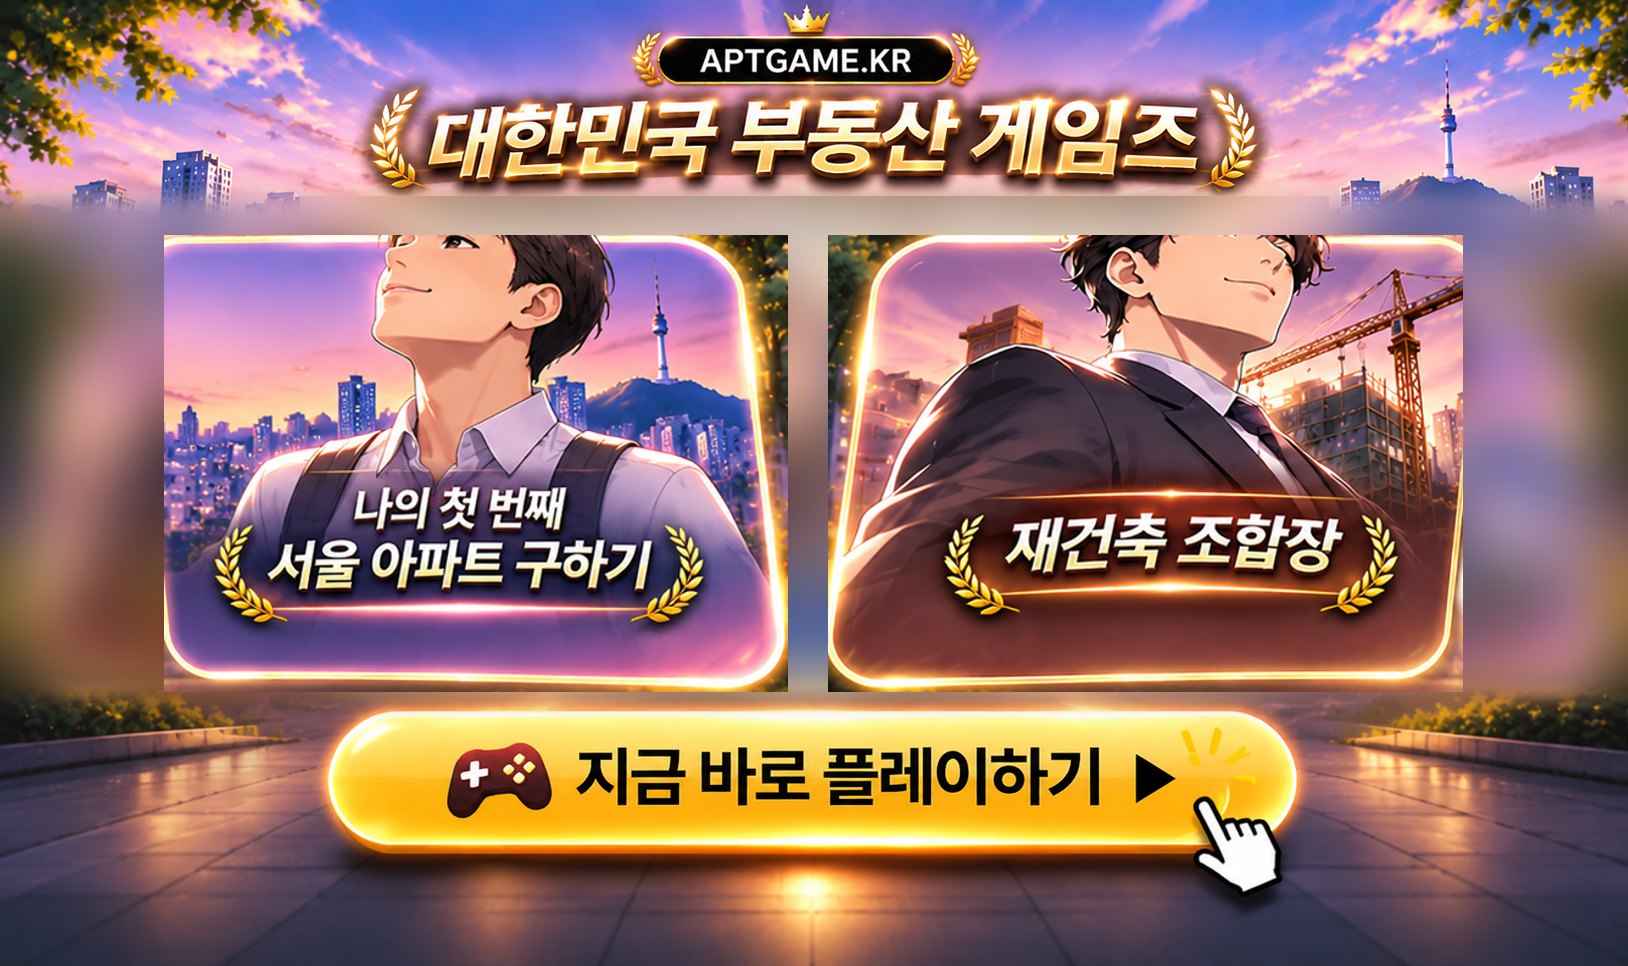 APTGAME.KR
대한민국 부동산 게임즈
나의 첫 번째
서울 아파트 구하기
재건축 조합장
지금 바로 플레이하기